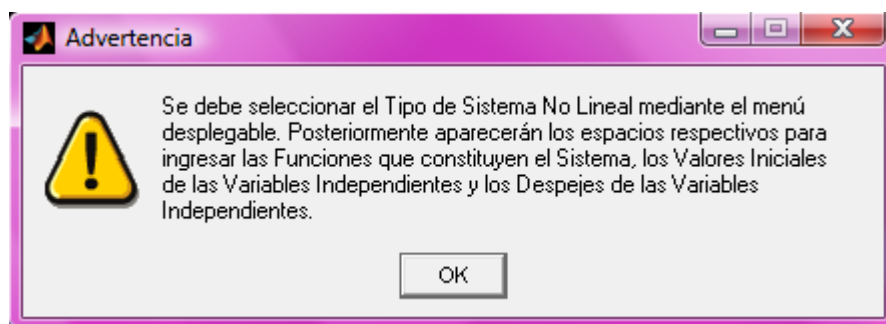 Advertencia
Se debe seleccionar el Tipo de Sistema No Lineal mediante el menú
desplegable. Posteriormente aparecerán los espacios respectivos para
ingresar las Funciones que constituyen el Sistema, los Valores Iniciales
de las Variables Independientes y los Despejes de las Variables
Independientes.
OK